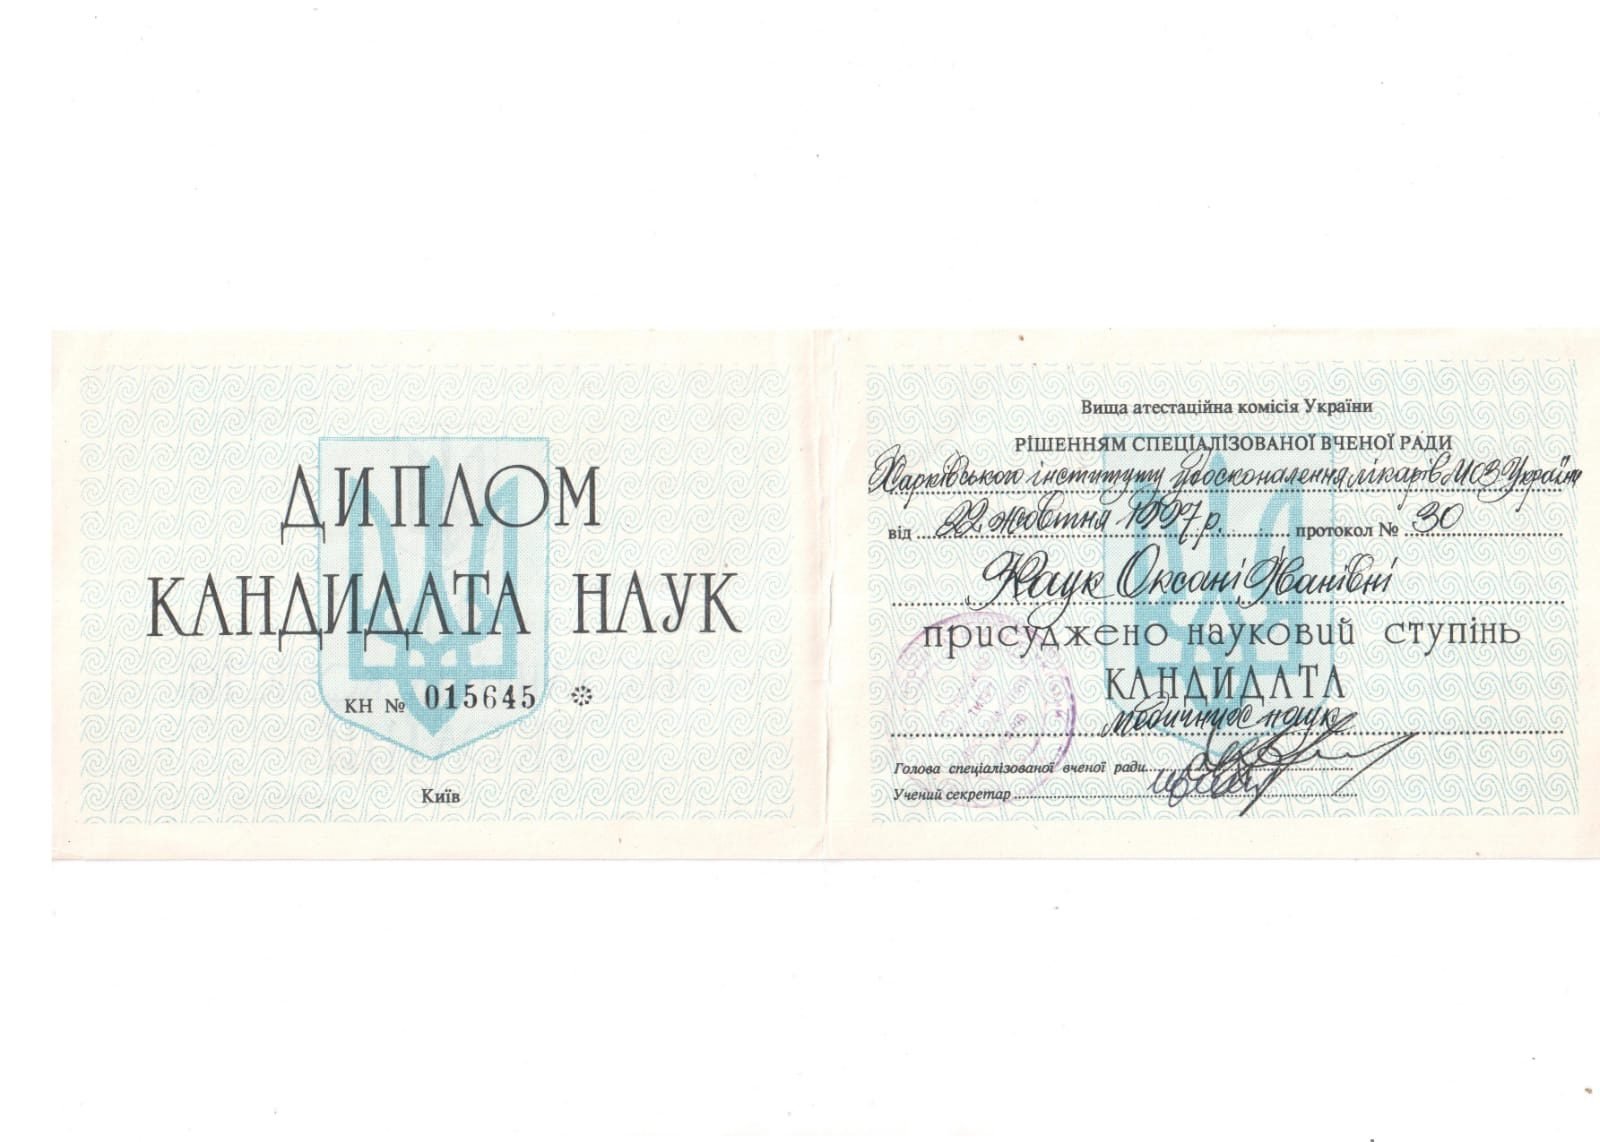 ДИПЛОМ
КАНДИДАТА НАУК
КН № 015645
Київ
Вища атестаційна комісія України
РІШЕННЯМ СПЕЦІАЛІЗОВАНОЇ ВЧЕНОЇ РАДИ
Харківського інституту удосконалення лікарів МОЗ України
від 22 жовтня 1997 р. протокол № 30
Наук Оксані Іванівні
присуджено науковий ступінь
КАНДИДАТА
медичних наук
Голова спеціалізованої вченої ради
Учений секретар